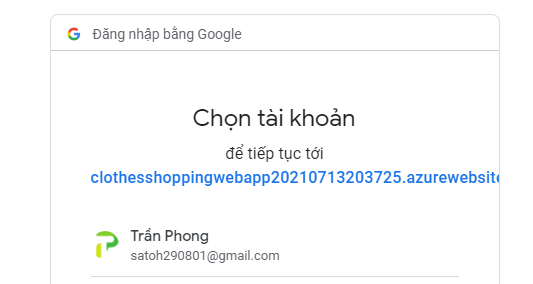 Đăng nhập bằng Google
Chọn tài khoản
để tiếp tục tới
clothesshoppingwebapp20210713203725.azurewebsite
Trần Phong
satoh290801@gmail.com